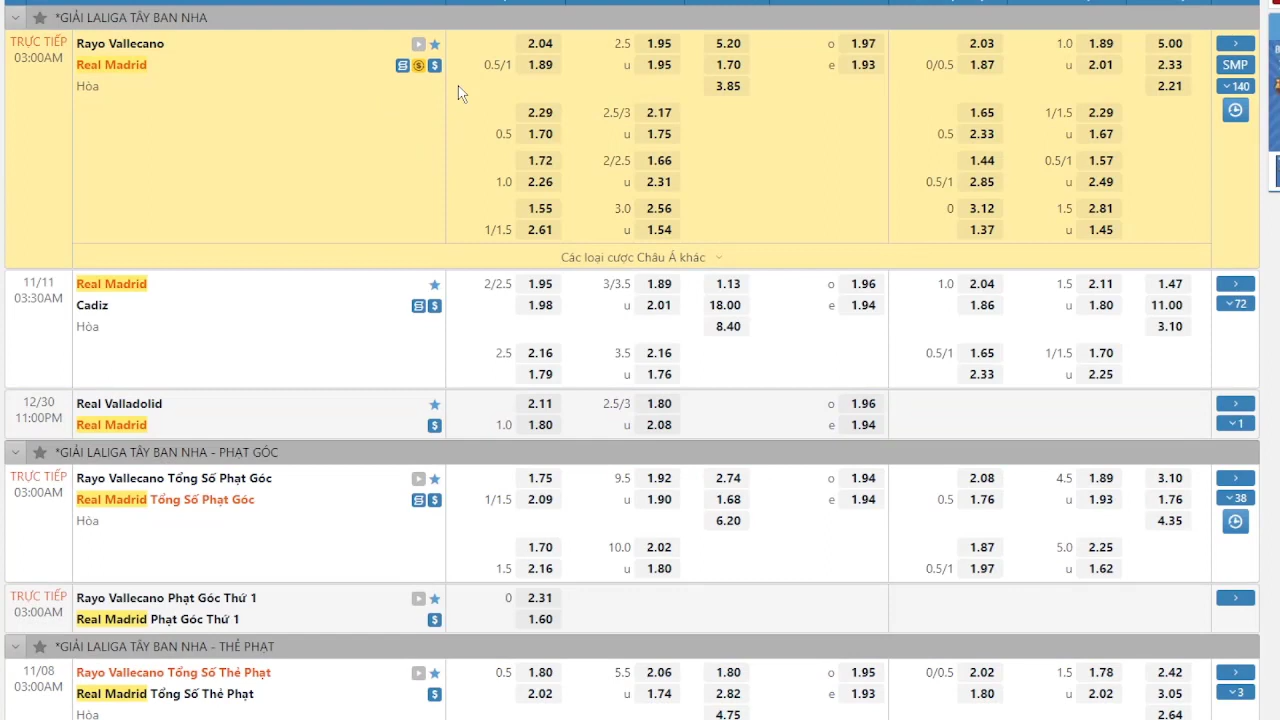 *GIẢI LALIGA TÂY BAN NHA
TRỰC TIẾP Rayo Vallecano 2.04 2.5 1.95 5.20 o 1.97 2.03 1.0 1.89 5.00
03:00AM Real Madrid 0.5/1 1.89 u 1.95 1.70 e 1.93 0/0.5 1.87 u 2.01 2.33 SMP
Hòa 3.85 2.21 140
2.29 2.5/3 2.17 1.65 1/1.5 2.29
0.5 1.70 u 1.75 0.5 2.33 u 1.67
1.72 2/2.5 1.66 1.44 0.5/1 1.57
1.0 2.26 u 2.31 0.5/1 2.85 u 2.49
1.55 3.0 2.56 0 3.12 1.5 2.81
1/1.5 2.61 u 1.54 1.37 u 1.45
Các loại cược Châu Á khác
11/11 Real Madrid 2/2.5 1.95 3/3.5 1.89 1.13 o 1.96 1.0 2.04 1.5 2.11 1.47
03:30AM Cadiz 1.98 u 2.01 18.00 e 1.94 1.86 u 1.80 11.00 72
Hòa 8.40 3.10
2.5 2.16 3.5 2.16 0.5/1 1.65 1/1.5 1.70
1.79 u 1.76 2.33 u 2.25
12/30 Real Valladolid 2.11 2.5/3 1.80 o 1.96
11:00PM Real Madrid 1.0 1.80 u 2.08 e 1.94 1
*GIẢI LALIGA TÂY BAN NHA - PHẠT GÓC
TRỰC TIẾP Rayo Vallecano Tổng Số Phạt Góc 1.75 9.5 1.92 2.74 o 1.94 2.08 4.5 1.89 3.10
03:00AM Real Madrid Tổng Số Phạt Góc 1/1.5 2.09 u 1.90 1.68 e 1.94 0.5 1.76 u 1.93 1.76 38
Hòa 6.20 4.35
1.70 10.0 2.02 1.87 5.0 2.25
1.5 2.16 u 1.80 0.5/1 1.97 u 1.62
TRỰC TIẾP Rayo Vallecano Phạt Góc Thứ 1 0 2.31
03:00AM Real Madrid Phạt Góc Thứ 1 1.60
*GIẢI LALIGA TÂY BAN NHA - THẺ PHẠT
11/08 Rayo Vallecano Tổng Số Thẻ Phạt 0.5 1.80 5.5 2.06 1.80 o 1.95 0/0.5 2.02 1.5 1.78 2.42
03:00AM Real Madrid Tổng Số Thẻ Phạt 2.02 u 1.74 2.82 e 1.93 1.80 u 2.02 3.05 3
Hòa 4.75 2.64